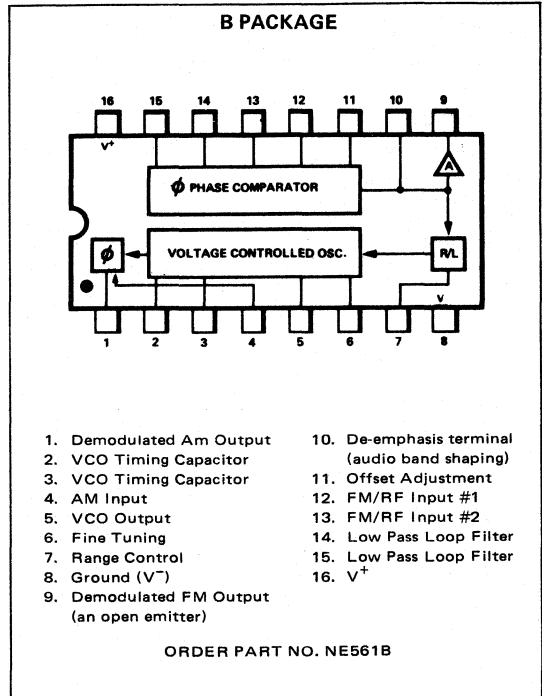 B PACKAGE
16 15 14 13 12 11 10 9
V+
A
ϕ PHASE COMPARATOR
ϕ
VOLTAGE CONTROLLED OSC.
R/L
V
1 2 3 4 5 6 7 8
1. Demodulated Am Output
2. VCO Timing Capacitor
3. VCO Timing Capacitor
4. AM Input
5. VCO Output
6. Fine Tuning
7. Range Control
8. Ground (V−)
9. Demodulated FM Output
(an open emitter)
10. De-emphasis terminal
(audio band shaping)
11. Offset Adjustment
12. FM/RF Input #1
13. FM/RF Input #2
14. Low Pass Loop Filter
15. Low Pass Loop Filter
16. V+
ORDER PART NO. NE561B